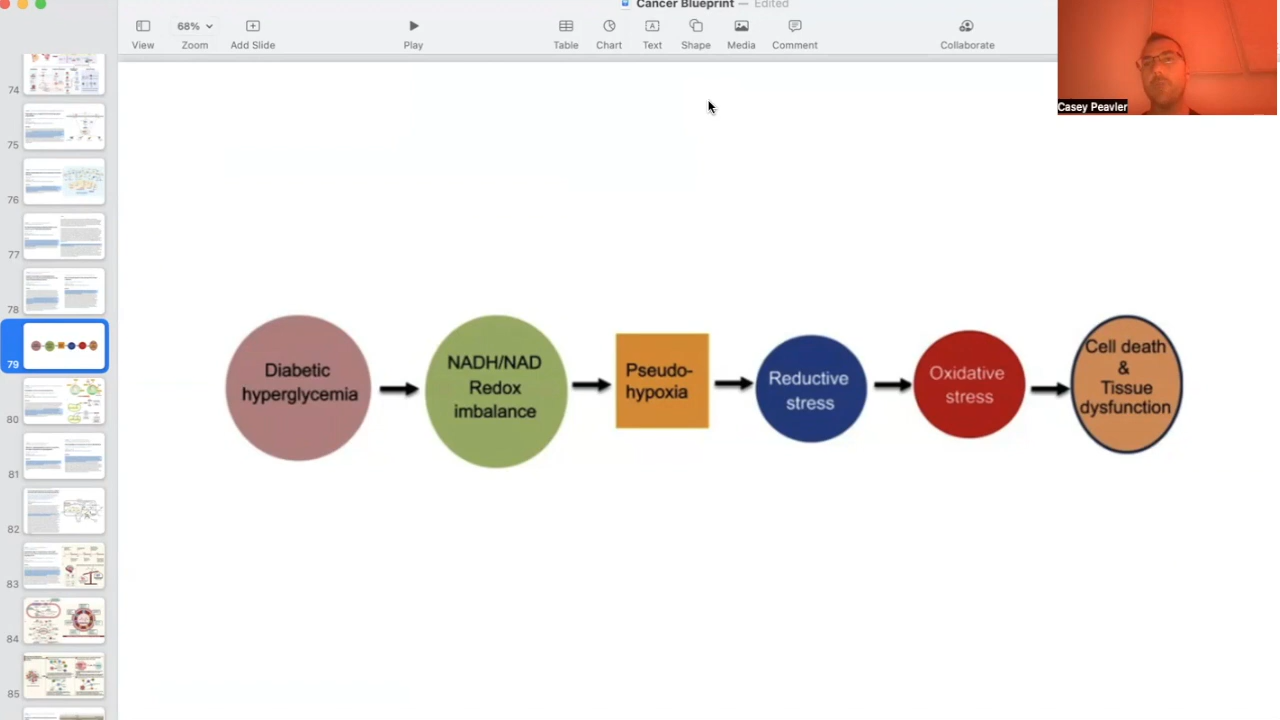 Cancer Blueprint — Edited
68%
View
Zoom
Add Slide
Play
Table
Chart
Text
Shape
Media
Comment
Collaborate
Casey Peavler
74
75
76
77
78
79
80
81
82
83
84
85
Diabetic
hyperglycemia
NADH/NAD
Redox
imbalance
Pseudo-
hypoxia
Reductive
stress
Oxidative
stress
Cell death
&
Tissue
dysfunction